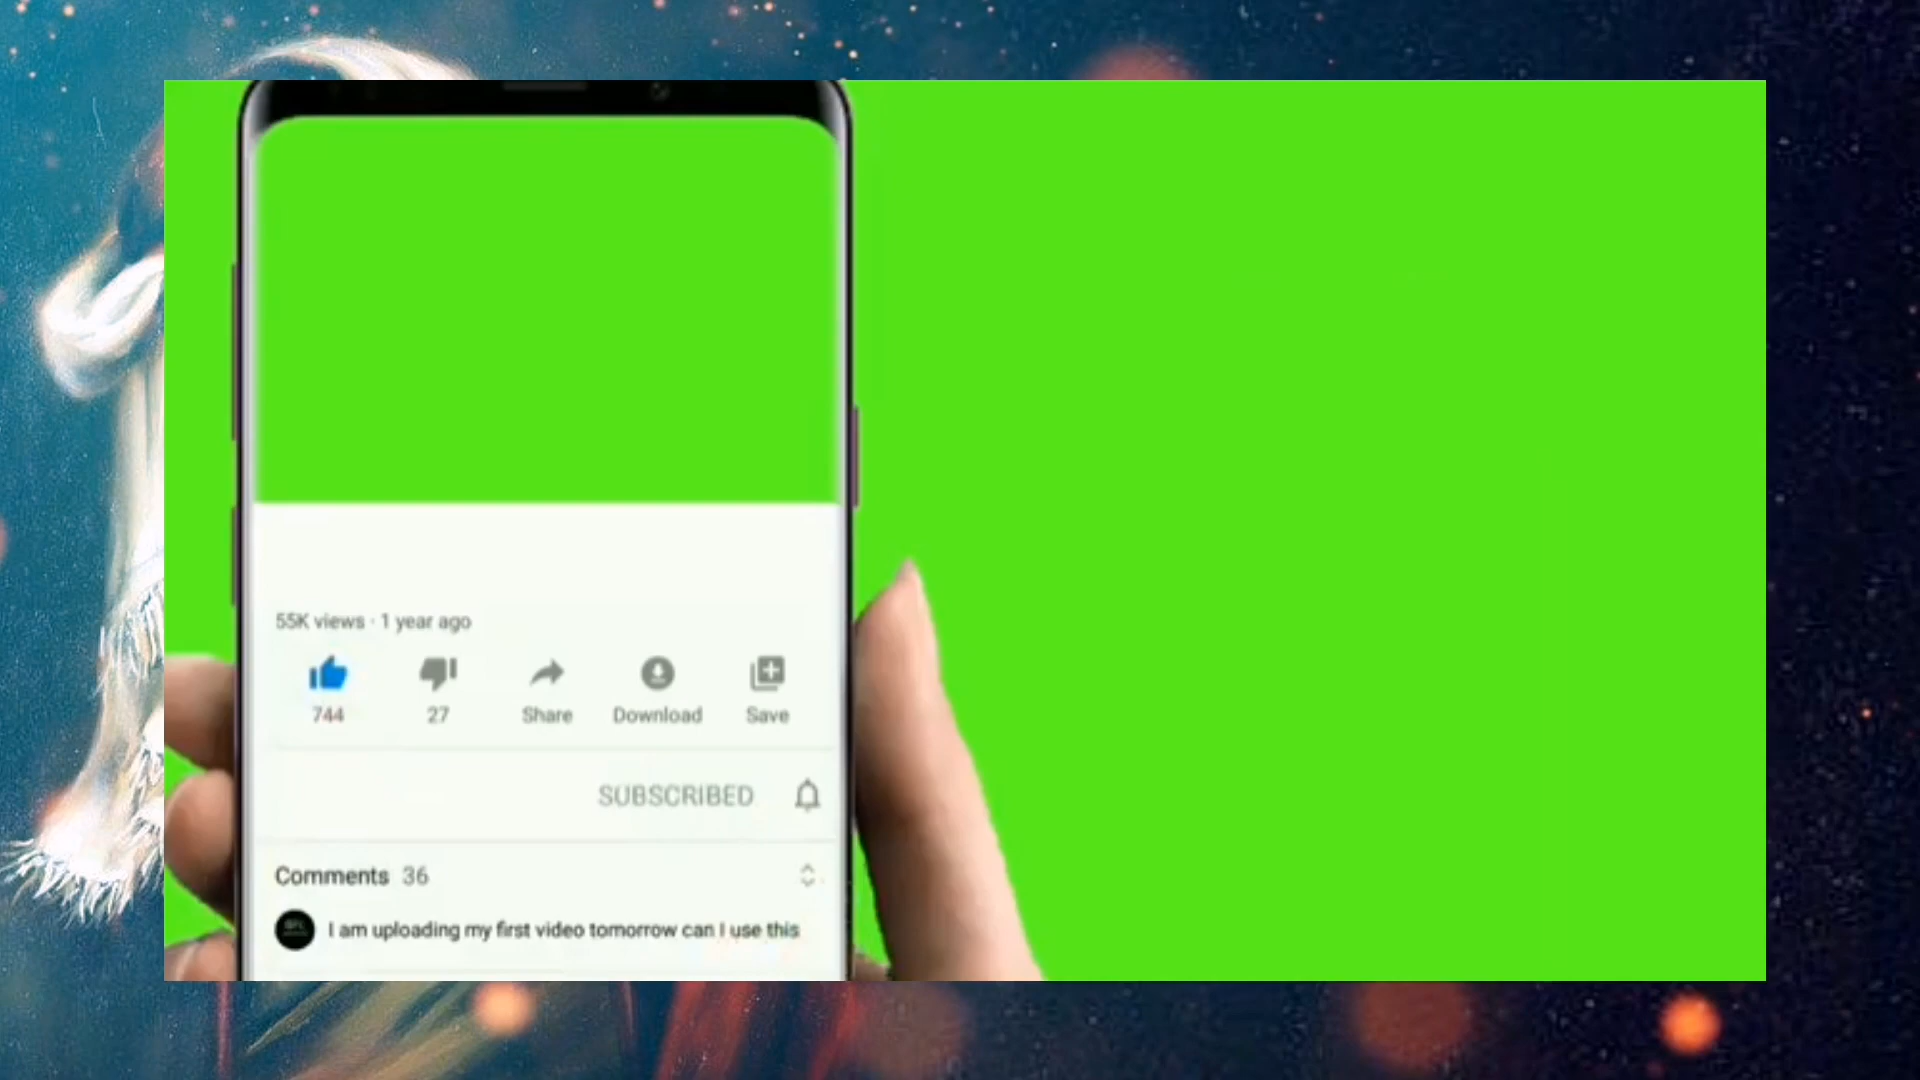 55K views · 1 year ago
744
27
Share
Download
Save
SUBSCRIBED
Comments 36
I am uploading my first video tomorrow can I use this